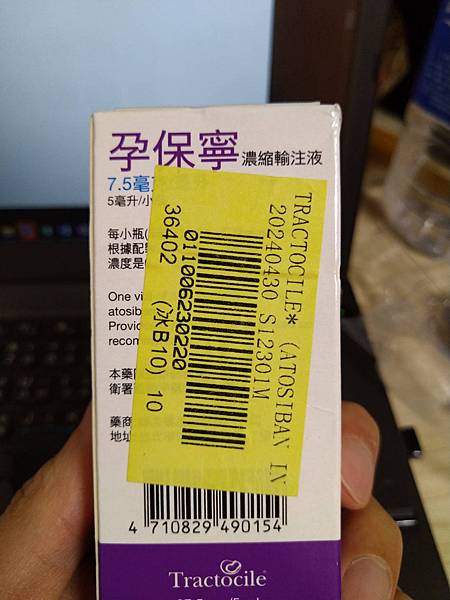 孕保寧 濃縮輸注液
7.5毫
5毫升/小
每小瓶(
根據配
濃度是
One vi
atosib
Provid
recom
本藥
衛署
藥商
地址
TRACTOCILE* (ATOSIBAN IN
20240430 S12301M
011006230220
36402 (冰B10) 10
4 710829 490154
Tractocile